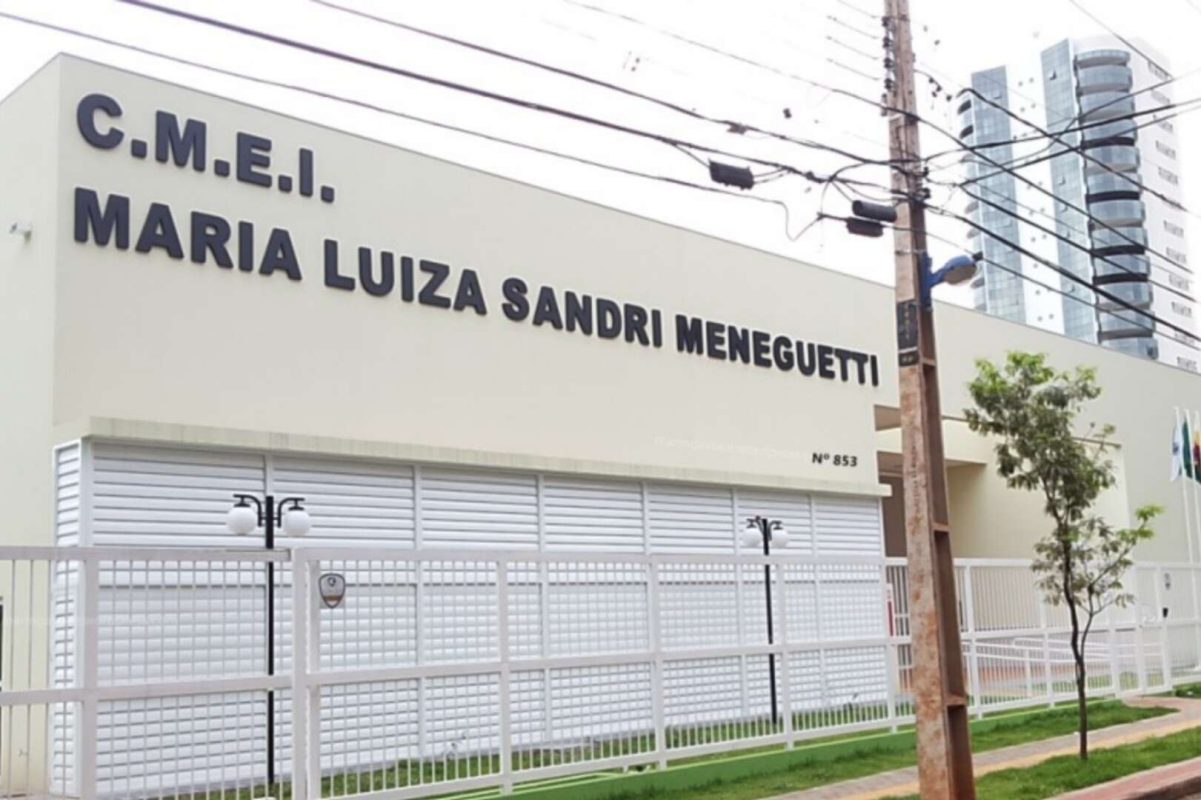 C.M.E.I.
MARIA LUIZA SANDRI MENEGUETTI
Nº 853